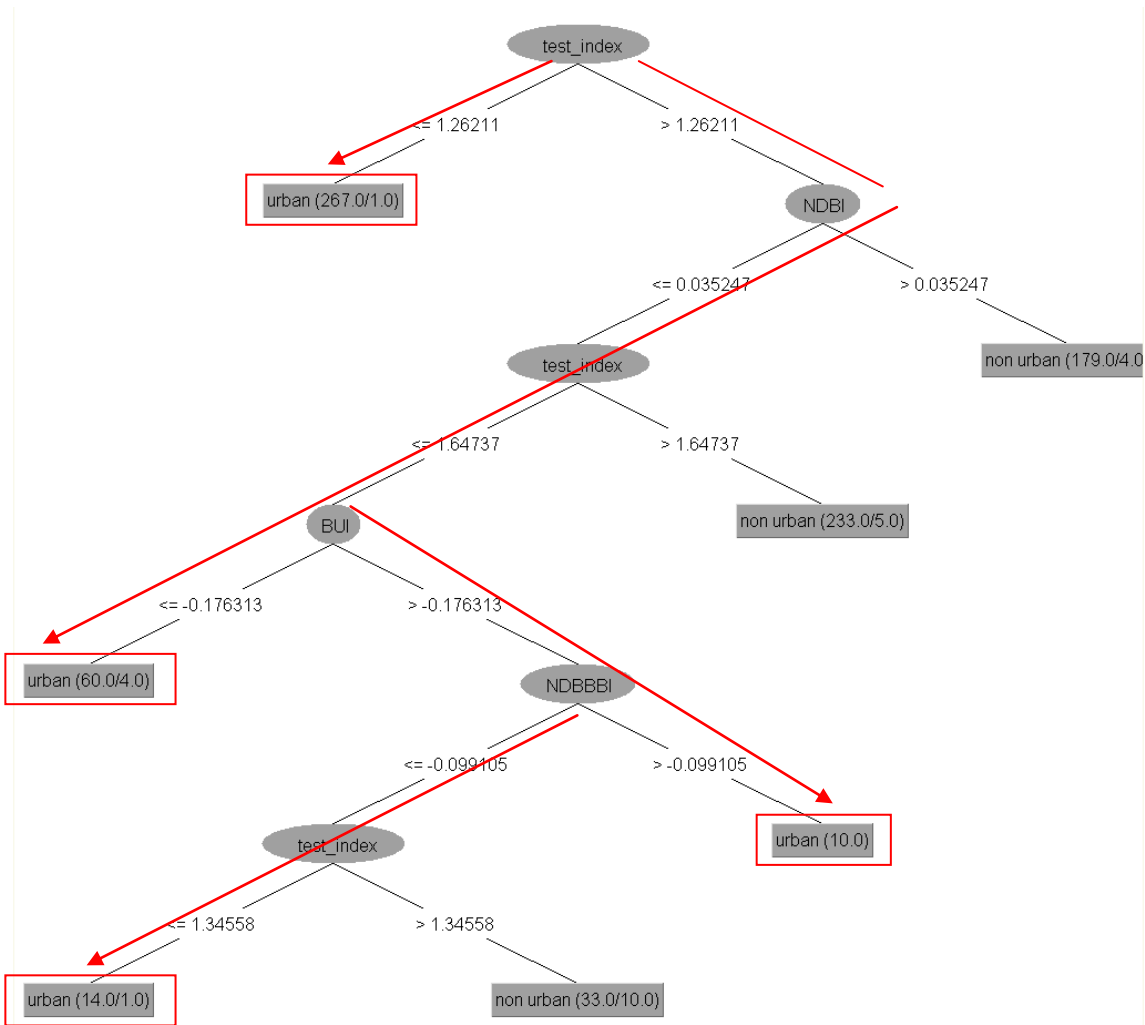 test_index
<= 1.26211
> 1.26211
urban (267.0/1.0)
NDBI
<= 0.035247
> 0.035247
test_index
non urban (179.0/4.0
<= 1.64737
> 1.64737
BUI
non urban (233.0/5.0)
<= -0.176313
> -0.176313
urban (60.0/4.0)
NDBBBI
<= -0.099105
> -0.099105
test_index
urban (10.0)
<= 1.34558
> 1.34558
urban (14.0/1.0)
non urban (33.0/10.0)